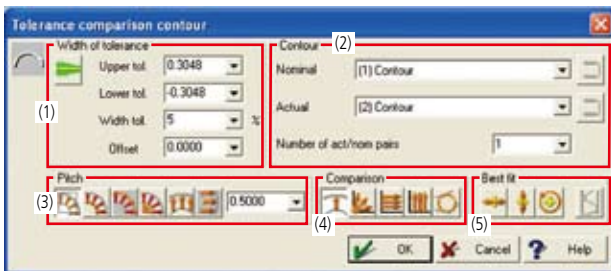 Tolerance comparison contour
Width of tolerance
Upper tol. 0.3048
Lower tol. -0.3048
(1)
Width tol. 5 %
Offset 0.0000
Contour
(2)
Nominal (1) Contour
Actual (2) Contour
Number of act/nom pairs 1
Pitch
(3)
0.5000
Comparison
(4)
Best fit
(5)
OK Cancel ? Help